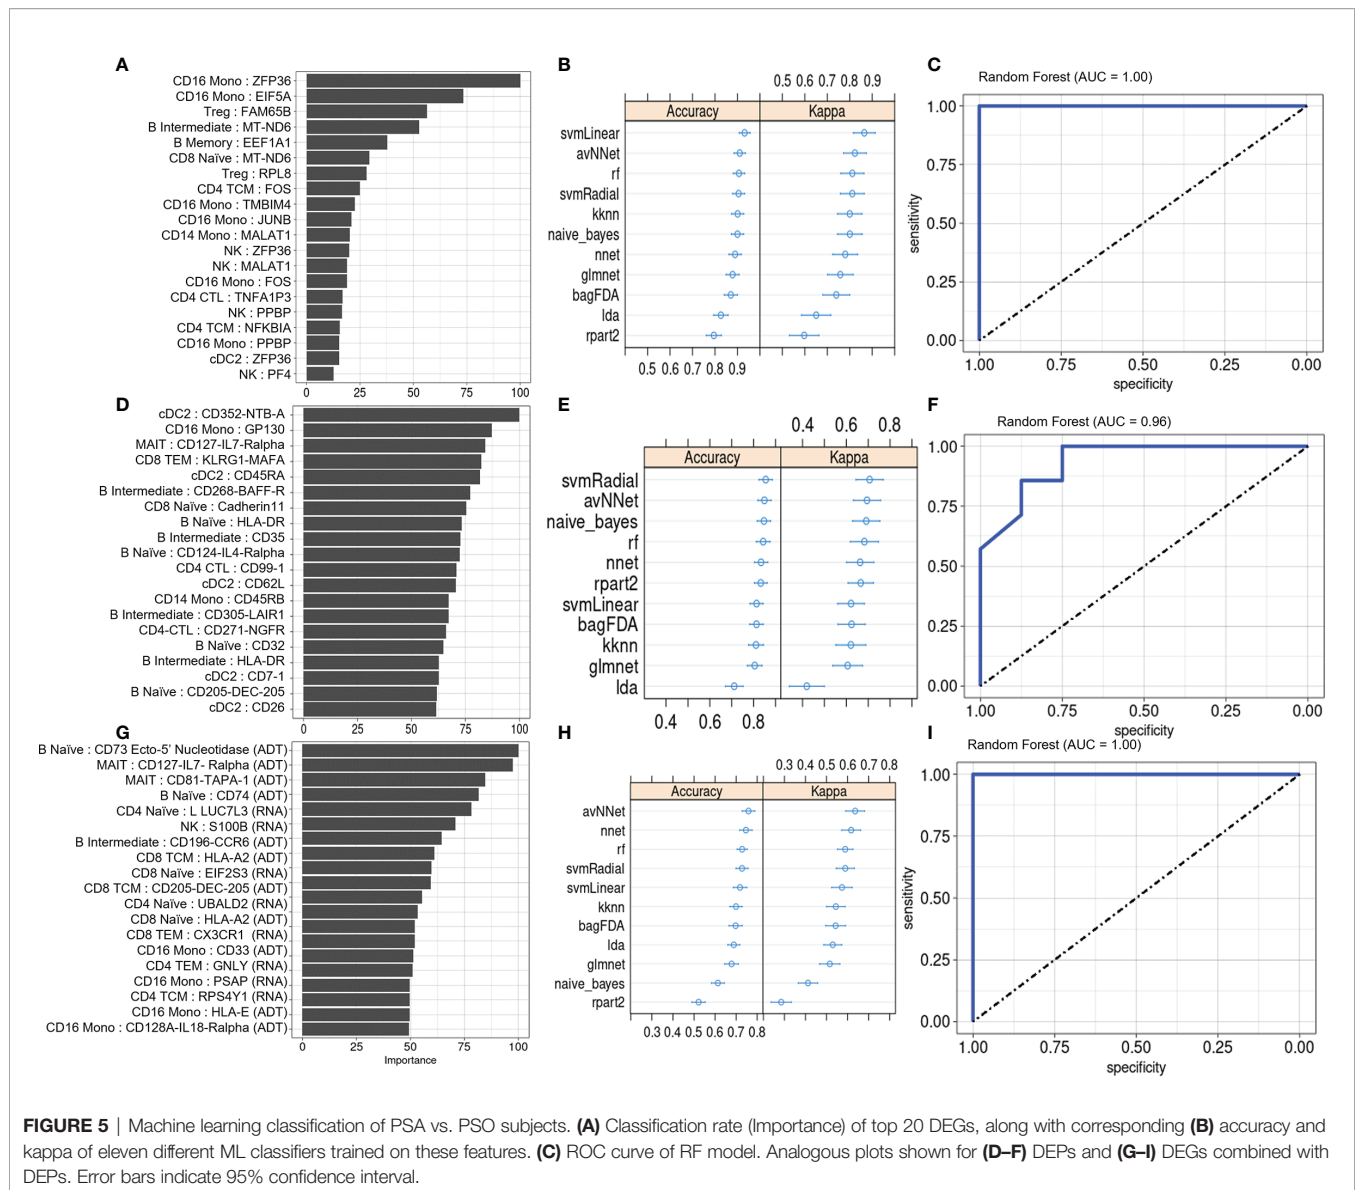 A
CD16 Mono : ZFP36
CD16 Mono : EIF5A
Treg : FAM65B
B Intermediate : MT-ND6
B Memory : EEF1A1
CD8 Naïve : MT-ND6
Treg : RPL8
CD4 TCM : FOS
CD16 Mono : TMBIM4
CD16 Mono : JUNB
CD14 Mono : MALAT1
NK : ZFP36
NK : MALAT1
CD16 Mono : FOS
CD4 CTL : TNFA1P3
NK : PPBP
CD4 TCM : NFKBIA
CD16 Mono : PPBP
cDC2 : ZFP36
NK : PF4
0 25 50 75 100
Importance
B
0.5 0.6 0.7 0.8 0.9
Accuracy Kappa
svmLinear
avNNet
rf
svmRadial
kknn
naive_bayes
nnet
glmnet
bagFDA
lda
rpart2
0.5 0.6 0.7 0.8 0.9
C
Random Forest (AUC = 1.00)
1.00
0.75
0.50
0.25
0.00
sensitivity
1.00 0.75 0.50 0.25 0.00
specificity
D
cDC2 : CD352-NTB-A
CD16 Mono : GP130
MAIT : CD127-IL7-Ralpha
CD8 TEM : KLRG1-MAFA
cDC2 : CD45RA
B Intermediate : CD268-BAFF-R
CD8 Naïve : Cadherin11
B Naïve : HLA-DR
B Intermediate : CD35
B Naïve : CD124-IL4-Ralpha
CD4 CTL : CD99-1
cDC2 : CD62L
CD14 Mono : CD45RB
B Intermediate : CD305-LAIR1
CD4-CTL : CD271-NGFR
B Naïve : CD32
B Intermediate : HLA-DR
cDC2 : CD7-1
B Naïve : CD205-DEC-205
cDC2 : CD26
0 25 50 75 100
E
0.4 0.6 0.8
Accuracy Kappa
svmRadial
avNNet
naive_bayes
rf
nnet
rpart2
svmLinear
bagFDA
kknn
glmnet
lda
0.4 0.6 0.8
F
Random Forest (AUC = 0.96)
1.00
0.75
0.50
0.25
0.00
1.00 0.75 0.50 0.25 0.00
specificity
G
B Naïve : CD73 Ecto-5' Nucleotidase (ADT)
MAIT : CD127-IL7- Ralpha (ADT)
MAIT : CD81-TAPA-1 (ADT)
B Naïve : CD74 (ADT)
CD4 Naïve : L LUC7L3 (RNA)
NK : S100B (RNA)
B Intermediate : CD196-CCR6 (ADT)
CD8 TCM : HLA-A2 (ADT)
CD8 Naïve : EIF2S3 (RNA)
CD8 TCM : CD205-DEC-205 (ADT)
CD4 Naïve : UBALD2 (RNA)
CD8 Naïve : HLA-A2 (ADT)
CD8 TEM : CX3CR1 (RNA)
CD16 Mono : CD33 (ADT)
CD4 TEM : GNLY (RNA)
CD16 Mono : PSAP (RNA)
CD4 TCM : RPS4Y1 (RNA)
CD16 Mono : HLA-E (ADT)
CD16 Mono : CD128A-IL18-Ralpha (ADT)
0 25 50 75 100
Importance
H
0.3 0.4 0.5 0.6 0.7 0.8
Accuracy Kappa
avNNet
nnet
rf
svmRadial
svmLinear
kknn
bagFDA
lda
glmnet
naive_bayes
rpart2
0.3 0.4 0.5 0.6 0.7 0.8
I
Random Forest (AUC = 1.00)
1.00
0.75
0.50
0.25
0.00
sensitivity
1.00 0.75 0.50 0.25 0.00
specificity
FIGURE 5 | Machine learning classification of PSA vs. PSO subjects. (A) Classification rate (Importance) of top 20 DEGs, along with corresponding (B) accuracy and
kappa of eleven different ML classifiers trained on these features. (C) ROC curve of RF model. Analogous plots shown for (D–F) DEPs and (G–I) DEGs combined with
DEPs. Error bars indicate 95% confidence interval.